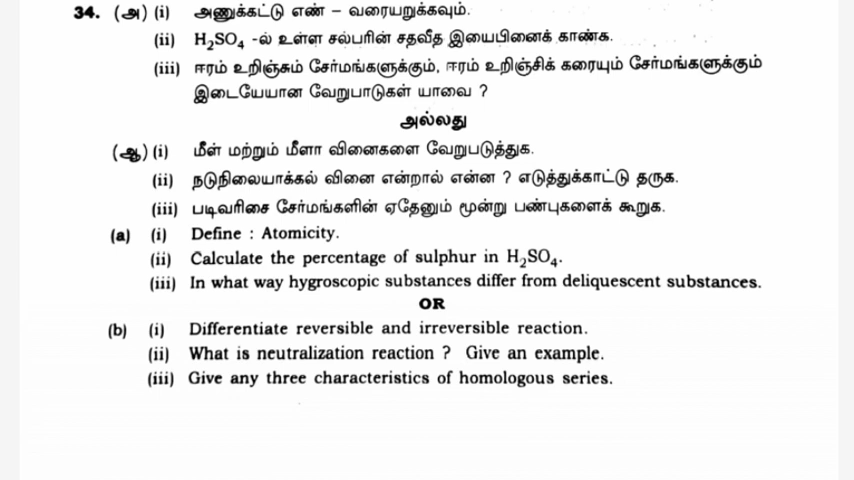 34. (அ) (i) அணுக்கட்டு எண் – வரையறுக்கவும்.
(ii) H₂SO₄ -ல் உள்ள சல்பரின் சதவீத இயைபினைக் காண்க.
(iii) ஈரம் உறிஞ்சும் சேர்மங்களுக்கும், ஈரம் உறிஞ்சிக் கரையும் சேர்மங்களுக்கும்
இடையேயான வேறுபாடுகள் யாவை ?
அல்லது
(ஆ) (i) மீள் மற்றும் மீளா வினைகளை வேறுபடுத்துக.
(ii) நடுநிலையாக்கல் வினை என்றால் என்ன ? எடுத்துக்காட்டு தருக.
(iii) படிவரிசை சேர்மங்களின் ஏதேனும் மூன்று பண்புகளைக் கூறுக.
(a) (i) Define : Atomicity.
(ii) Calculate the percentage of sulphur in H₂SO₄.
(iii) In what way hygroscopic substances differ from deliquescent substances.
OR
(b) (i) Differentiate reversible and irreversible reaction.
(ii) What is neutralization reaction ? Give an example.
(iii) Give any three characteristics of homologous series.